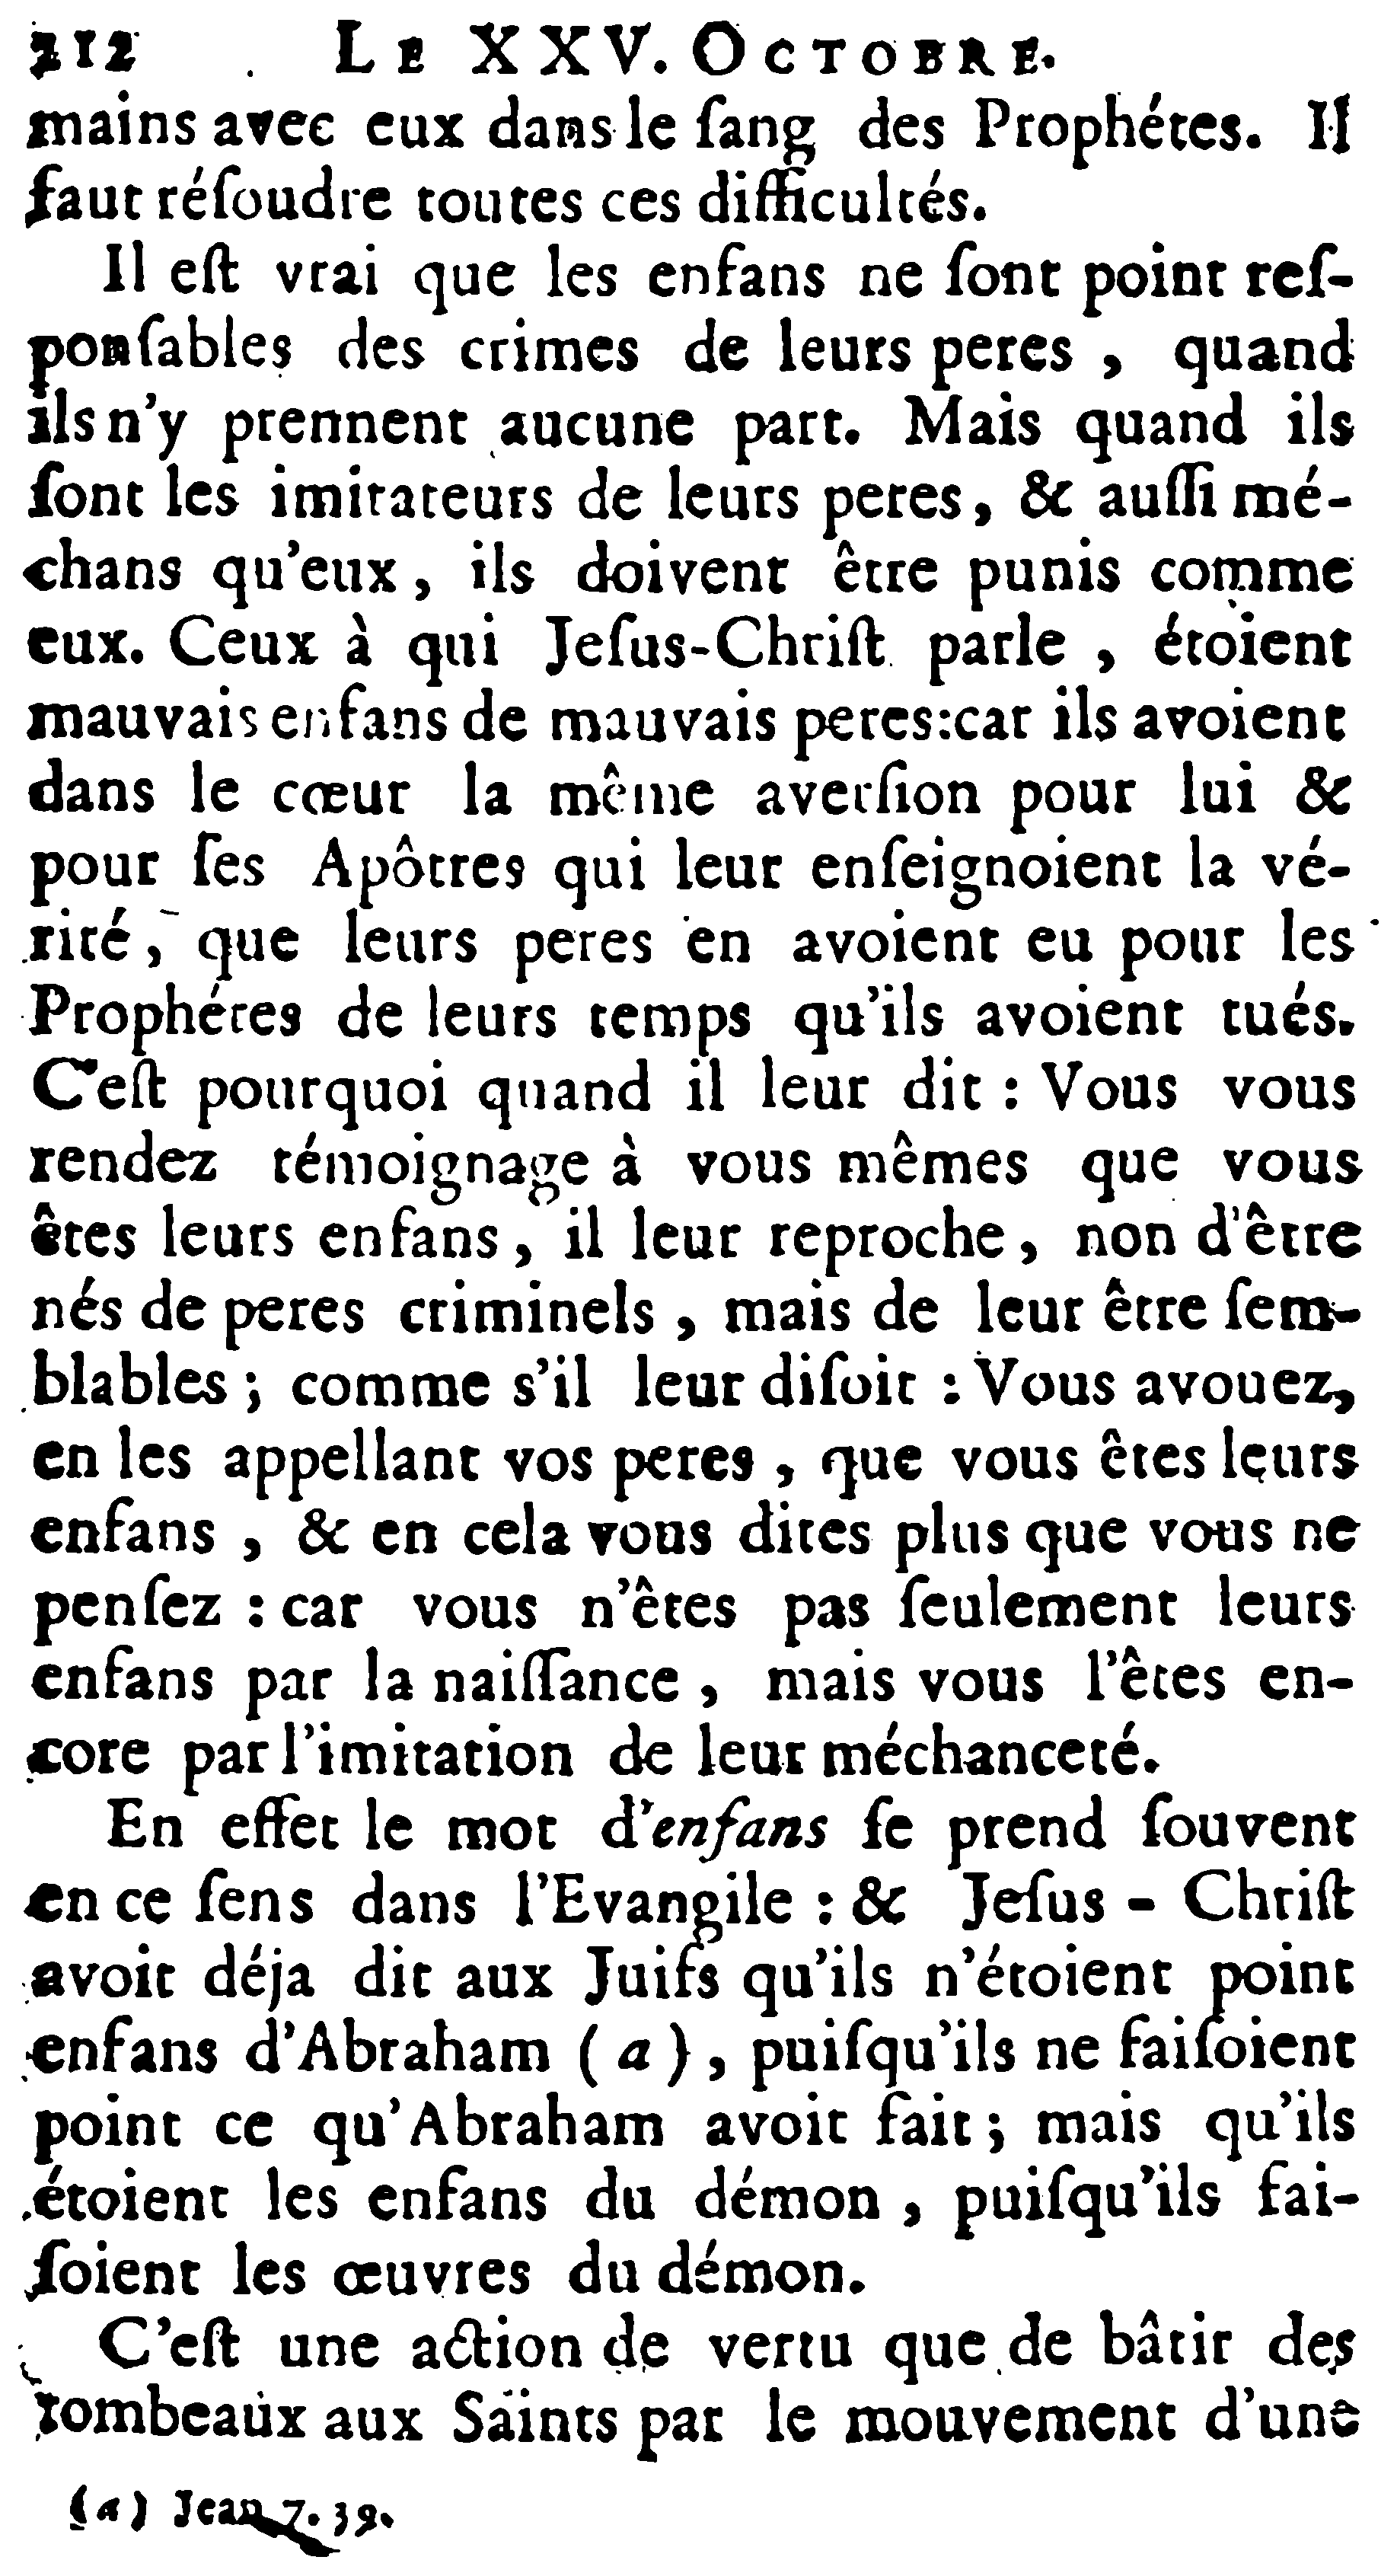 212 LE XXV. OCTOBRE.
mains avec eux dans le ſang des Prophétes. Il
faut réſoudre toutes ces difficultés.
Il eſt vrai que les enfans ne ſont point reſ-
ponſables des crimes de leurs peres, quand
ils n'y prennent aucune part. Mais quand ils
ſont les imitateurs de leurs peres, & auſſi mé-
chans qu'eux, ils doivent être punis comme
eux. Ceux à qui Jeſus-Chriſt parle, étoient
mauvais enfans de mauvais peres: car ils avoient
dans le cœur la même averſion pour lui &
pour ſes Apôtres qui leur enſeignoient la vé-
rité, que leurs peres en avoient eu pour les
Prophétes de leurs temps qu'ils avoient tués.
C'eſt pourquoi quand il leur dit : Vous vous
rendez témoignage à vous mêmes que vous
êtes leurs enfans, il leur reproche, non d'être
nés de peres criminels, mais de leur être ſem-
blables ; comme s'il leur diſoit : Vous avouez,
en les appellant vos peres, que vous êtes leurs
enfans, & en cela vous dites plus que vous ne
penſez : car vous n'êtes pas ſeulement leurs
enfans par la naiſſance, mais vous l'êtes en-
core par l'imitation de leur méchanceté.
En effet le mot d'enfans ſe prend ſouvent
en ce ſens dans l'Evangile : & Jeſus-Chriſt
avoit déja dit aux Juifs qu'ils n'étoient point
enfans d'Abraham (a), puiſqu'ils ne faiſoient
point ce qu'Abraham avoit fait ; mais qu'ils
étoient les enfans du démon, puiſqu'ils fai-
ſoient les œuvres du démon.
C'eſt une action de vertu que de bâtir des
tombeaux aux Saints par le mouvement d'une
(a) Jean 7. 39.